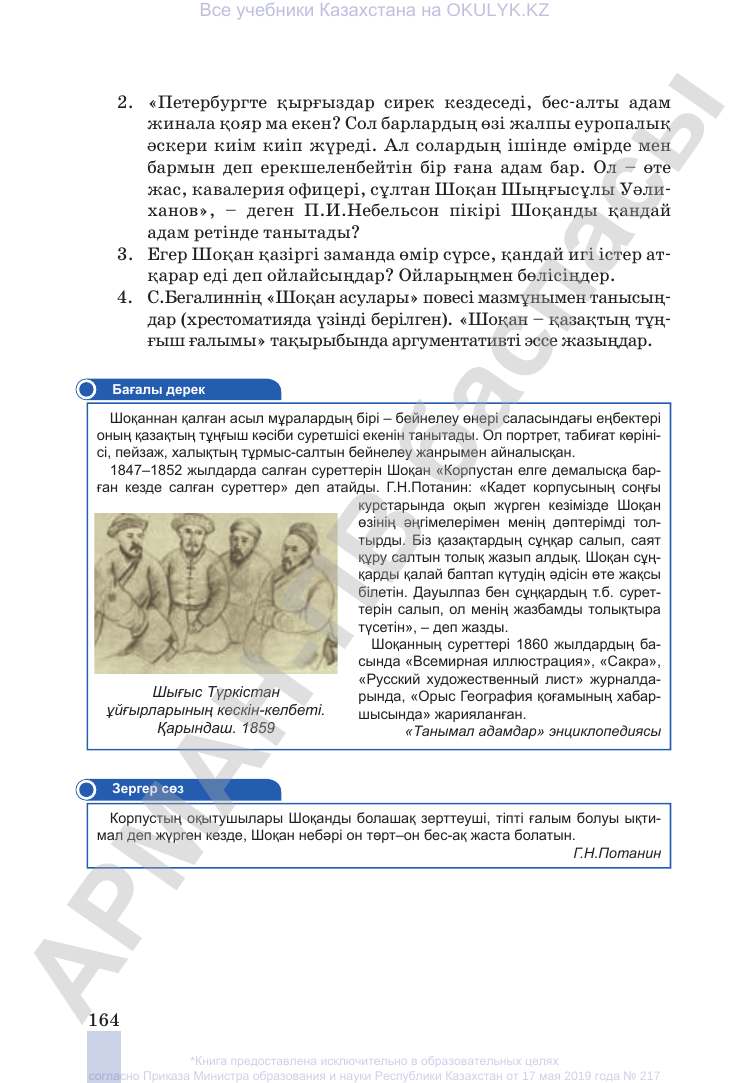 Все учебники Казахстана на OKULYK.KZ
2. «Петербургте қырғыздар сирек кездеседі, бес-алты адам
жинала қояр ма екен? Сол барлардың өзі жалпы еуропалық
әскери киім киіп жүреді. Ал солардың ішінде өмірде мен
бармын деп ерекшеленбейтін бір ғана адам бар. Ол – өте
жас, кавалерия офицері, сұлтан Шоқан Шыңғысұлы Уәли-
ханов», – деген П.И.Небельсон пікірі Шоқанды қандай
адам ретінде танытады?
3. Егер Шоқан қазіргі заманда өмір сүрсе, қандай игі істер ат-
қарар еді деп ойлайсыңдар? Ойларыңмен бөлісіңдер.
4. С.Бегалиннің «Шоқан асулары» повесі мазмұнымен танысың-
дар (хрестоматияда үзінді берілген). «Шоқан – қазақтың тұң-
ғыш ғалымы» тақырыбында аргументативті эссе жазыңдар.
Бағалы дерек
Шоқаннан қалған асыл мұралардың бірі – бейнелеу өнері саласындағы еңбектері
оның қазақтың тұңғыш кәсіби суретшісі екенін танытады. Ол портрет, табиғат көріні-
сі, пейзаж, халықтың тұрмыс-салтын бейнелеу жанрымен айналысқан.
1847–1852 жылдарда салған суреттерін Шоқан «Корпустан елге демалысқа бар-
ған кезде салған суреттер» деп атайды. Г.Н.Потанин: «Кадет корпусының соңғы
курстарында оқып жүрген кезімізде Шоқан
өзінің әңгімелерімен менің дәптерімді тол-
тырды. Біз қазақтардың сұңқар салып, саят
құру салтын толық жазып алдық. Шоқан сұң-
қарды қалай баптап күтудің әдісін өте жақсы
білетін. Дауылпаз бен сұңқардың т.б. сурет-
терін салып, ол менің жазбамды толықтыра
түсетін», – деп жазды.
Шоқанның суреттері 1860 жылдардың ба-
сында «Всемирная иллюстрация», «Сакра»,
«Русский художественный лист» журналда-
рында, «Орыс География қоғамының хабар-
шысында» жарияланған.
«Танымал адамдар» энциклопедиясы
Шығыс Түркістан
ұйғырларының кескін-келбеті.
Қарындаш. 1859
Зергер сөз
Корпустың оқытушылары Шоқанды болашақ зерттеуші, тіпті ғалым болуы ықти-
мал деп жүрген кезде, Шоқан небәрі он төрт–он бес-ақ жаста болатын.
Г.Н.Потанин
АРМАН-ПВ баспасы
164
*Книга предоставлена исключительно в образовательных целях
согласно Приказа Министра образования и науки Республики Казахстан от 17 мая 2019 года № 217